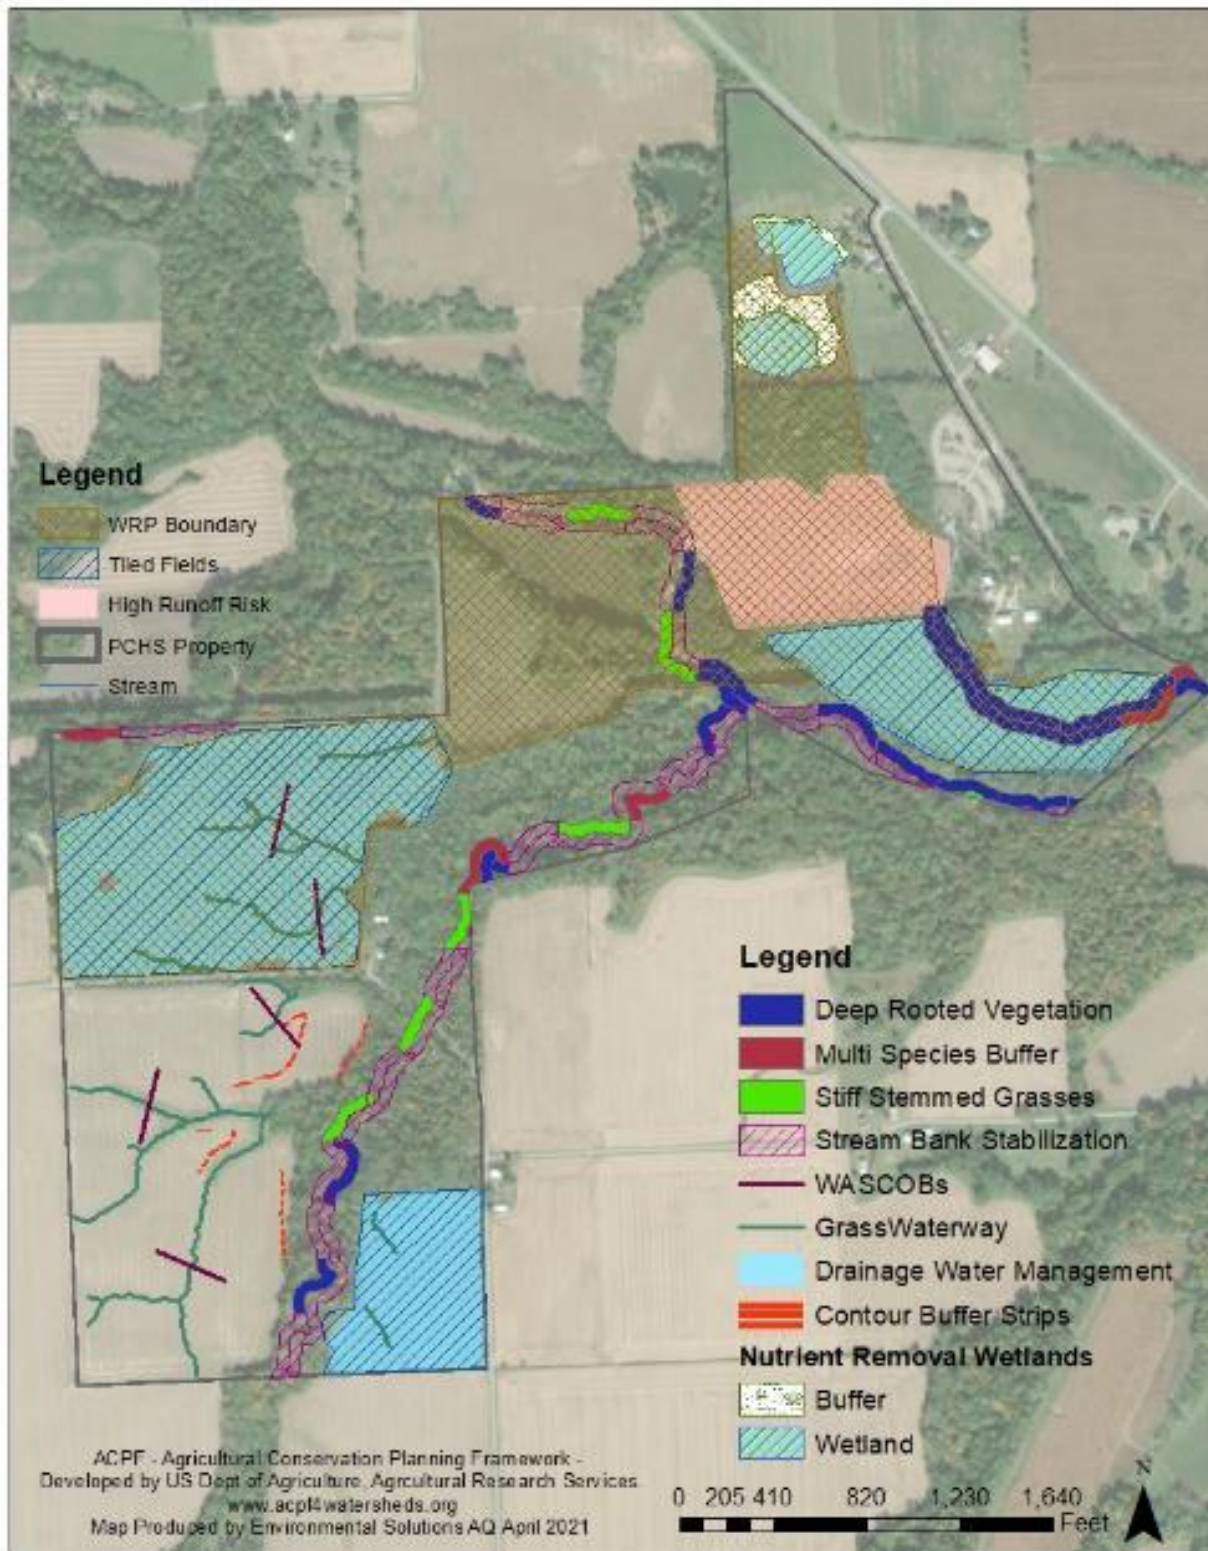 Legend
WRP Boundary
Tiled Fields
High Runoff Risk
PCHS Property
Stream
Legend
Deep Rooted Vegetation
Multi Species Buffer
Stiff Stemmed Grasses
Stream Bank Stabilization
WASCOBs
GrassWaterway
Drainage Water Management
Contour Buffer Strips
Nutrient Removal Wetlands
Buffer
Wetland
ACPF - Agricultural Conservation Planning Framework -
Developed by US Dept of Agriculture, Agrcultural Research Services
www.acpf4watersheds.org
Map Produced by Environmental Solutions AQ April 2021
0 205 410 820 1,230 1,640
Feet
N